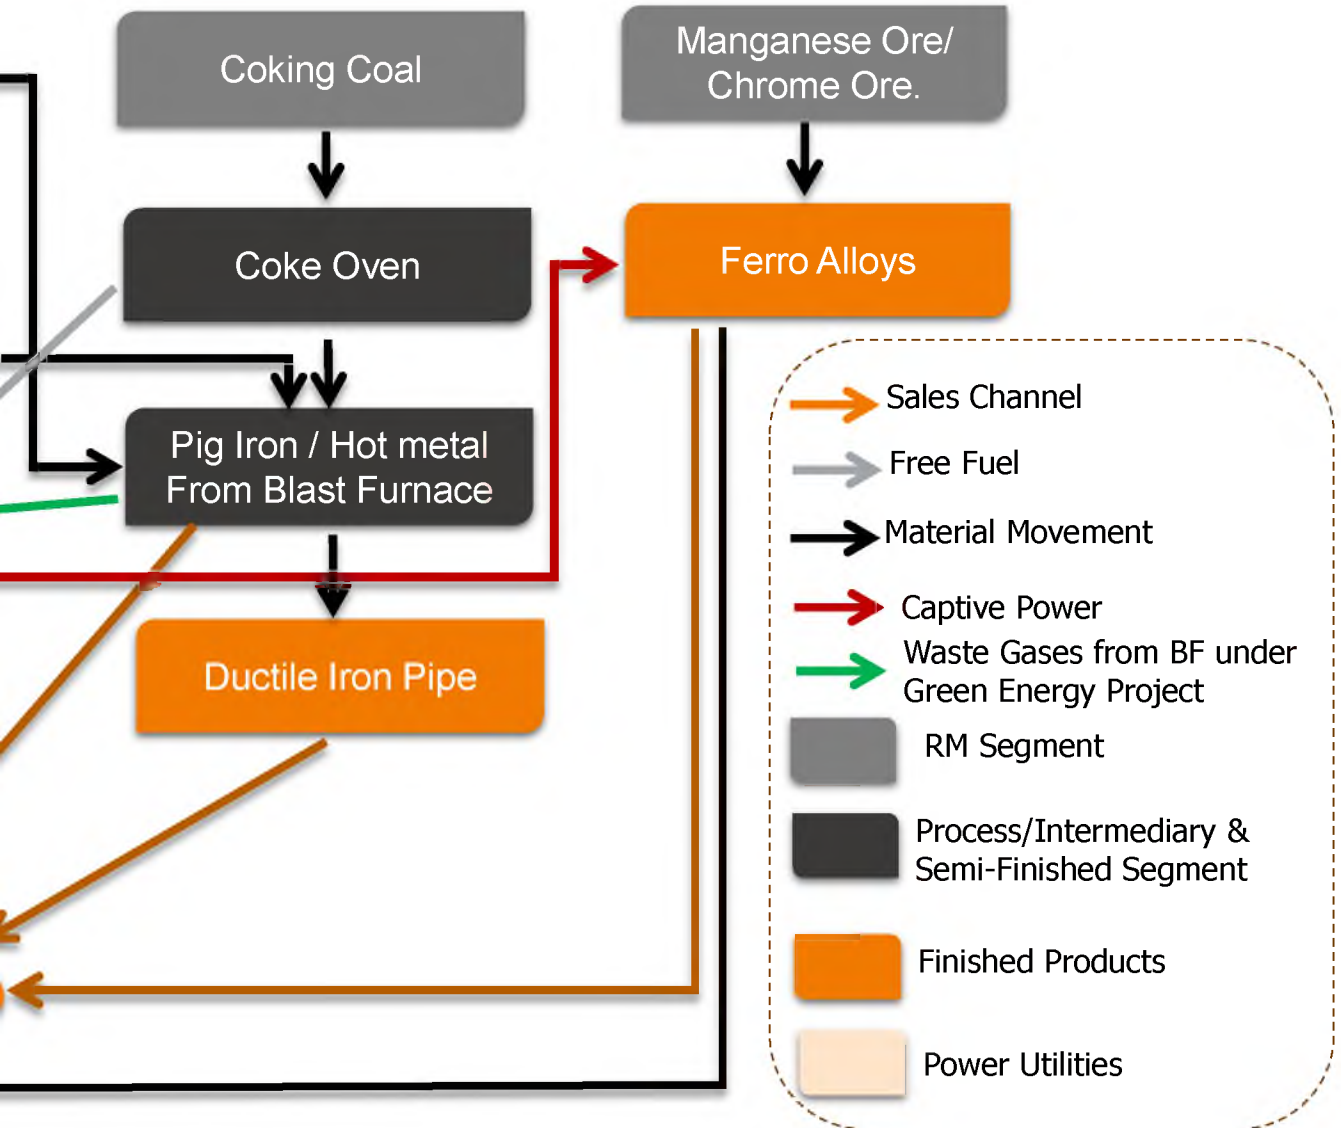 Coking Coal
Manganese Ore/
Chrome Ore.
Coke Oven
Ferro Alloys
Pig Iron / Hot metal
From Blast Furnace
Ductile Iron Pipe
Sales Channel
Free Fuel
Material Movement
Captive Power
Waste Gases from BF under
Green Energy Project
RM Segment
Process/Intermediary &
Semi-Finished Segment
Finished Products
Power Utilities